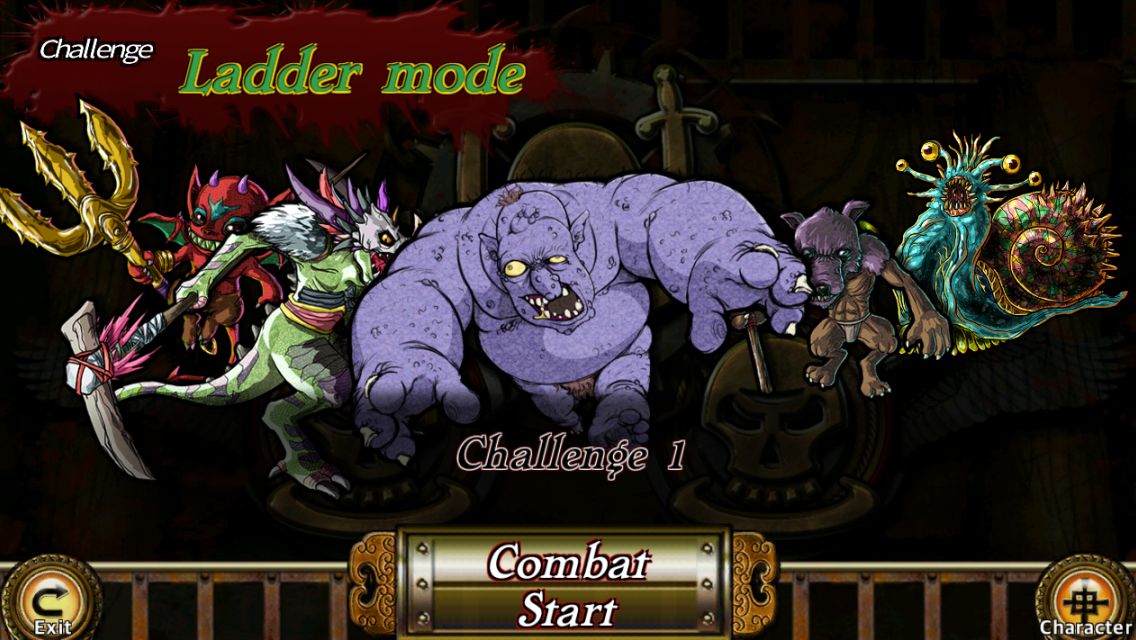 Challenge
Ladder mode
Challenge 1
Combat
Start
Exit
Character